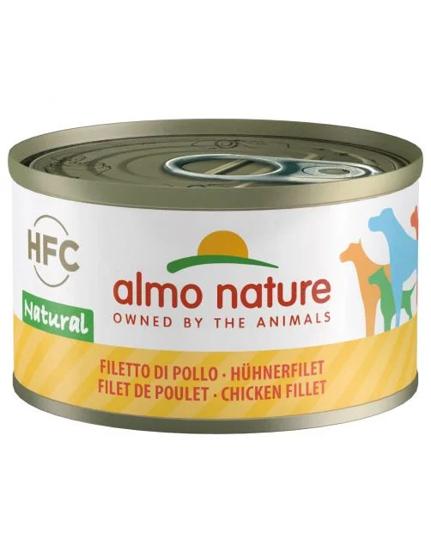 HFC
Natural
almo nature
OWNED BY THE ANIMALS
FILETTO DI POLLO · HÜHNERFILET
FILET DE POULET · CHICKEN FILLET